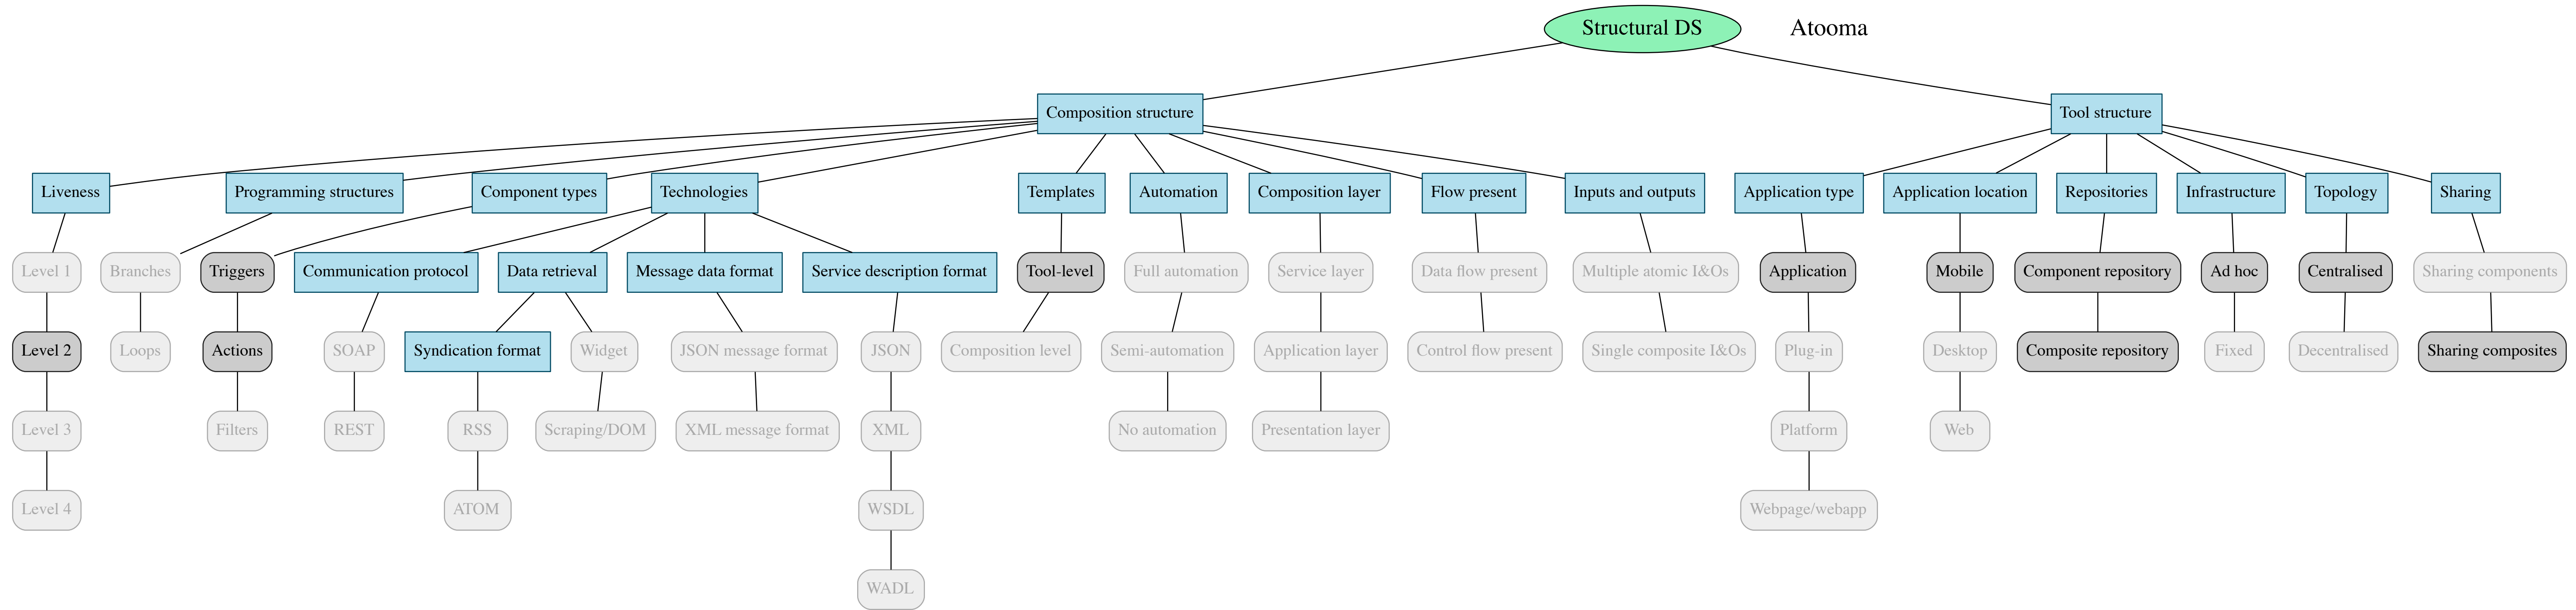 Structural DS
Atooma
Composition structure
Tool structure
Liveness
Programming structures
Component types
Technologies
Templates
Automation
Composition layer
Flow present
Inputs and outputs
Application type
Application location
Repositories
Infrastructure
Topology
Sharing
Level 1
Branches
Triggers
Communication protocol
Data retrieval
Message data format
Service description format
Tool-level
Full automation
Service layer
Data flow present
Multiple atomic I&Os
Application
Mobile
Component repository
Ad hoc
Centralised
Sharing components
Level 2
Loops
Actions
SOAP
Syndication format
Widget
JSON message format
JSON
Composition level
Semi-automation
Application layer
Control flow present
Single composite I&Os
Plug-in
Desktop
Composite repository
Fixed
Decentralised
Sharing composites
Level 3
Filters
REST
RSS
Scraping/DOM
XML message format
XML
No automation
Presentation layer
Platform
Web
Level 4
ATOM
WSDL
Webpage/webapp
WADL